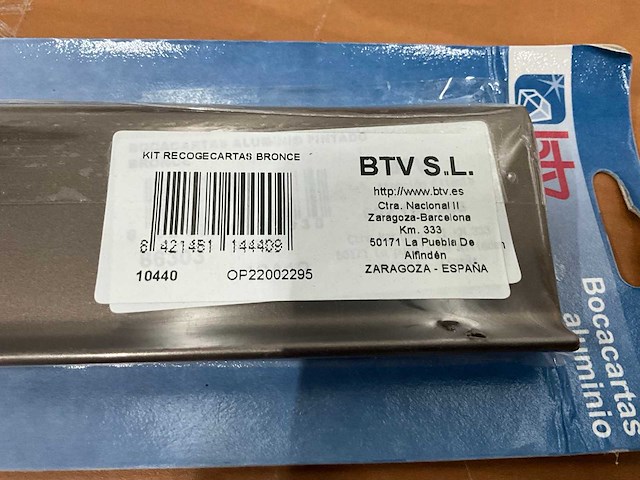 KIT RECOGECARTAS BRONCE
8 421451 144409
10440
OP22002295
BTV S.L.
http://www.btv.es
Ctra. Nacional II
Zaragoza-Barcelona
Km. 333
50171 La Puebla De
Alfindén
ZARAGOZA - ESPAÑA
btv
Bocacartas
aluminio